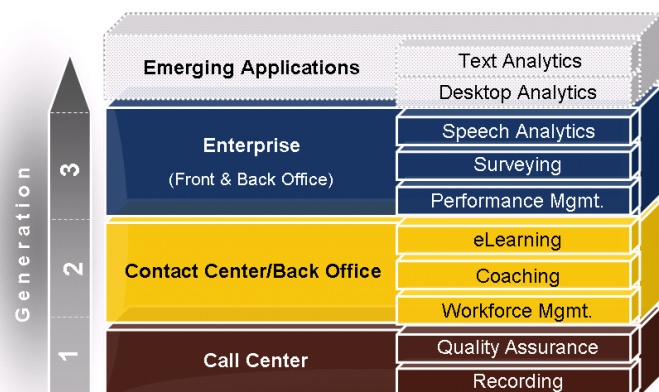 Emerging Applications
Text Analytics
Desktop Analytics
Enterprise
(Front & Back Office)
Speech Analytics
Surveying
Performance Mgmt.
Contact Center/Back Office
eLearning
Coaching
Workforce Mgmt.
Call Center
Quality Assurance
Recording
Generation
3
2
1